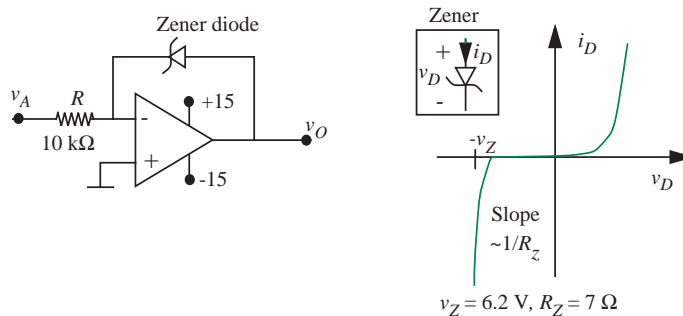 Zener diode
v_A
R
10 kΩ
-
+
+15
-15
v_O
Zener
+
v_D
-
i_D
i_D
-v_Z
v_D
Slope
~1/R_z
v_Z = 6.2 V, R_Z = 7 Ω